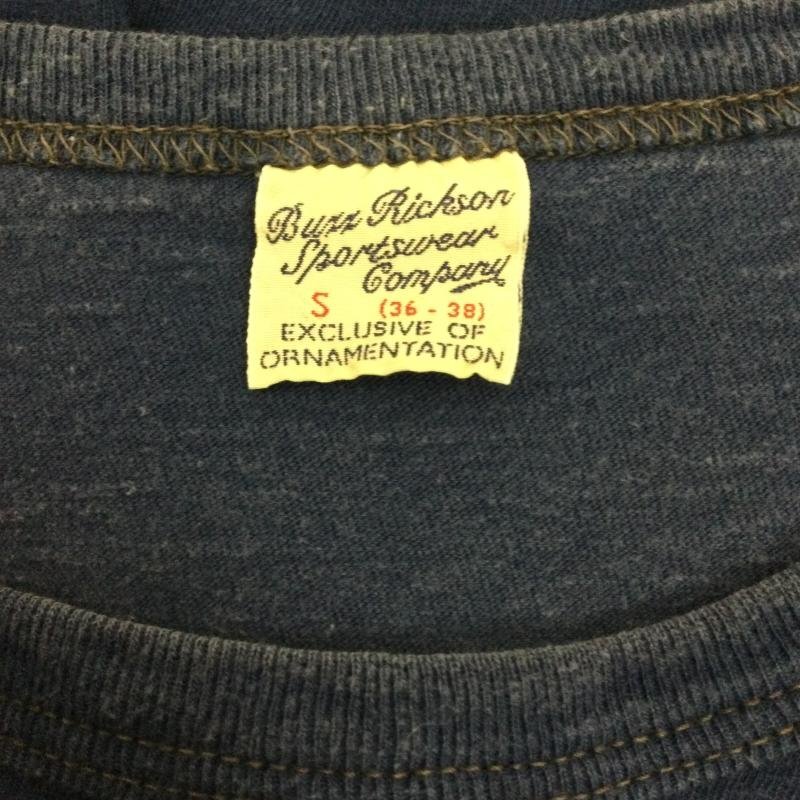 Buzz Rickson
Sportswear
Company
S (36 - 38)
EXCLUSIVE OF
ORNAMENTATION